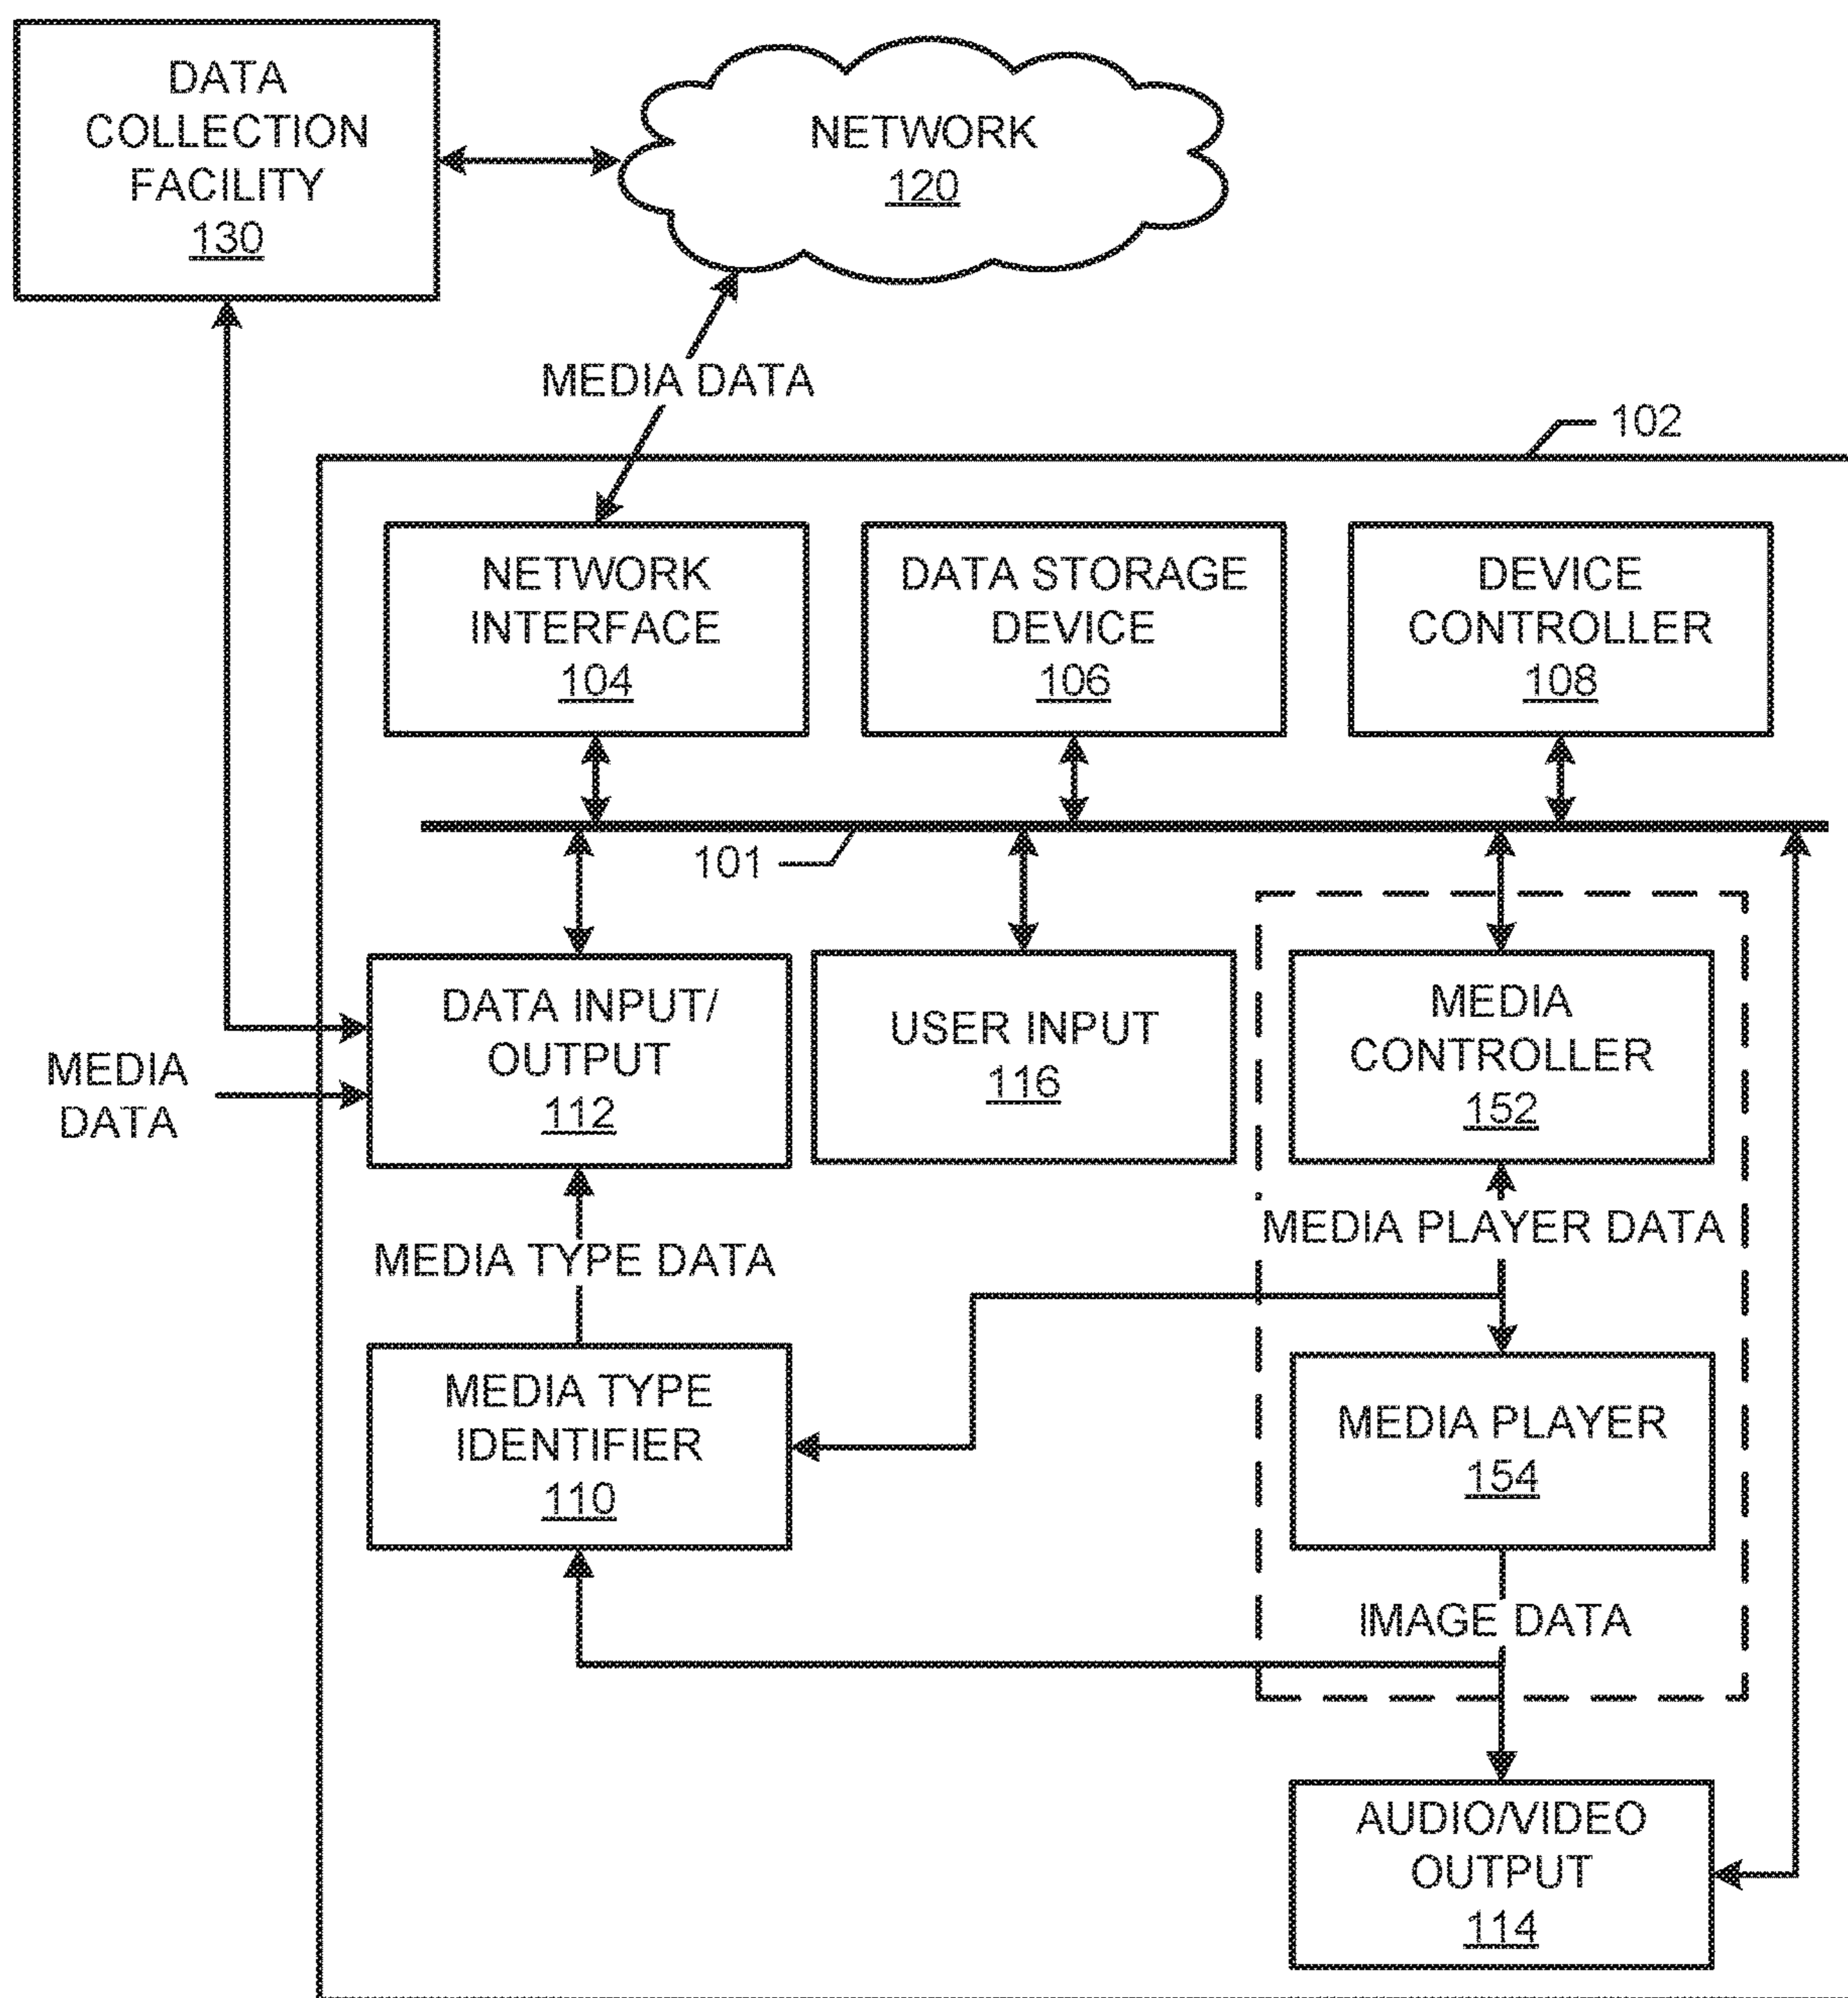 DATA
COLLECTION
FACILITY
130
NETWORK
120
MEDIA DATA
102
NETWORK
INTERFACE
104
DATA STORAGE
DEVICE
106
DEVICE
CONTROLLER
108
101
DATA INPUT/
OUTPUT
112
USER INPUT
116
MEDIA
CONTROLLER
152
MEDIA
DATA
MEDIA TYPE DATA
MEDIA PLAYER DATA
MEDIA TYPE
IDENTIFIER
110
MEDIA PLAYER
154
IMAGE DATA
AUDIO/VIDEO
OUTPUT
114